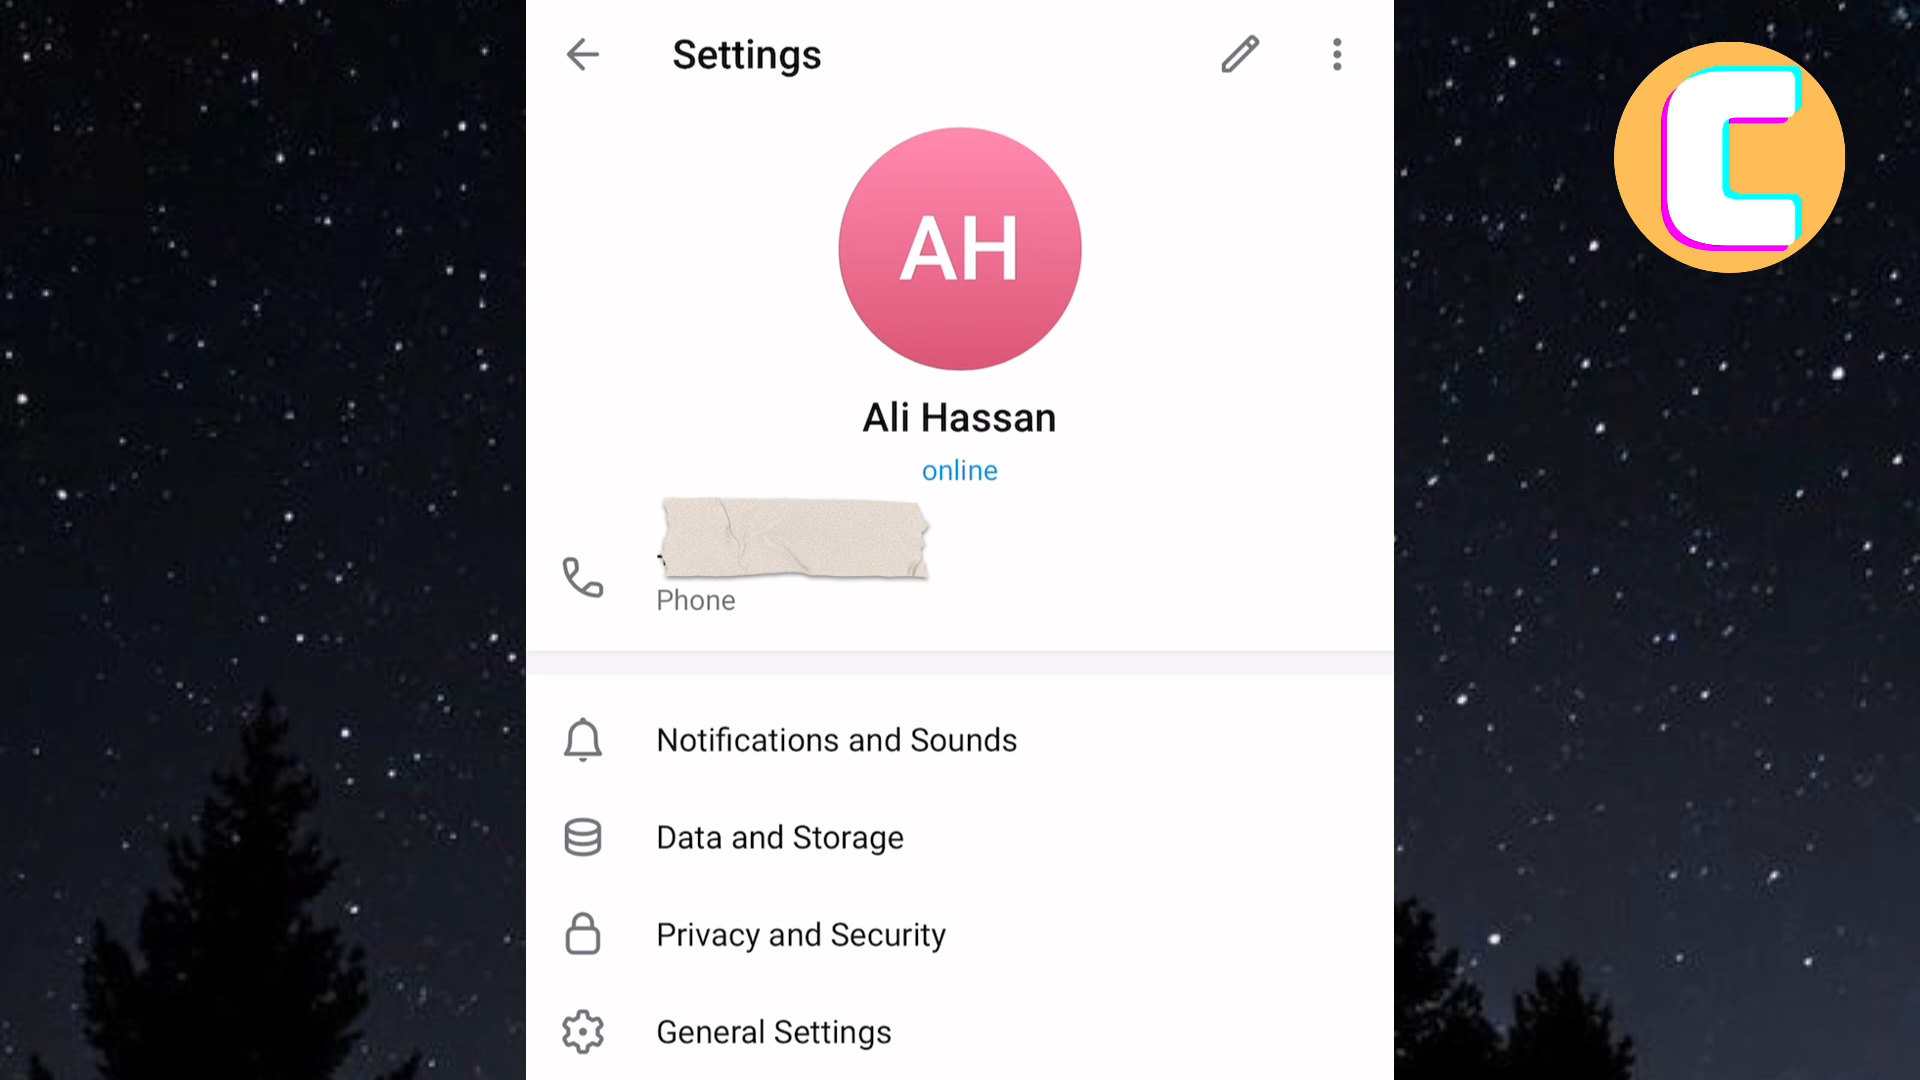 Settings
C
AH
Ali Hassan
online
Phone
Notifications and Sounds
Data and Storage
Privacy and Security
General Settings